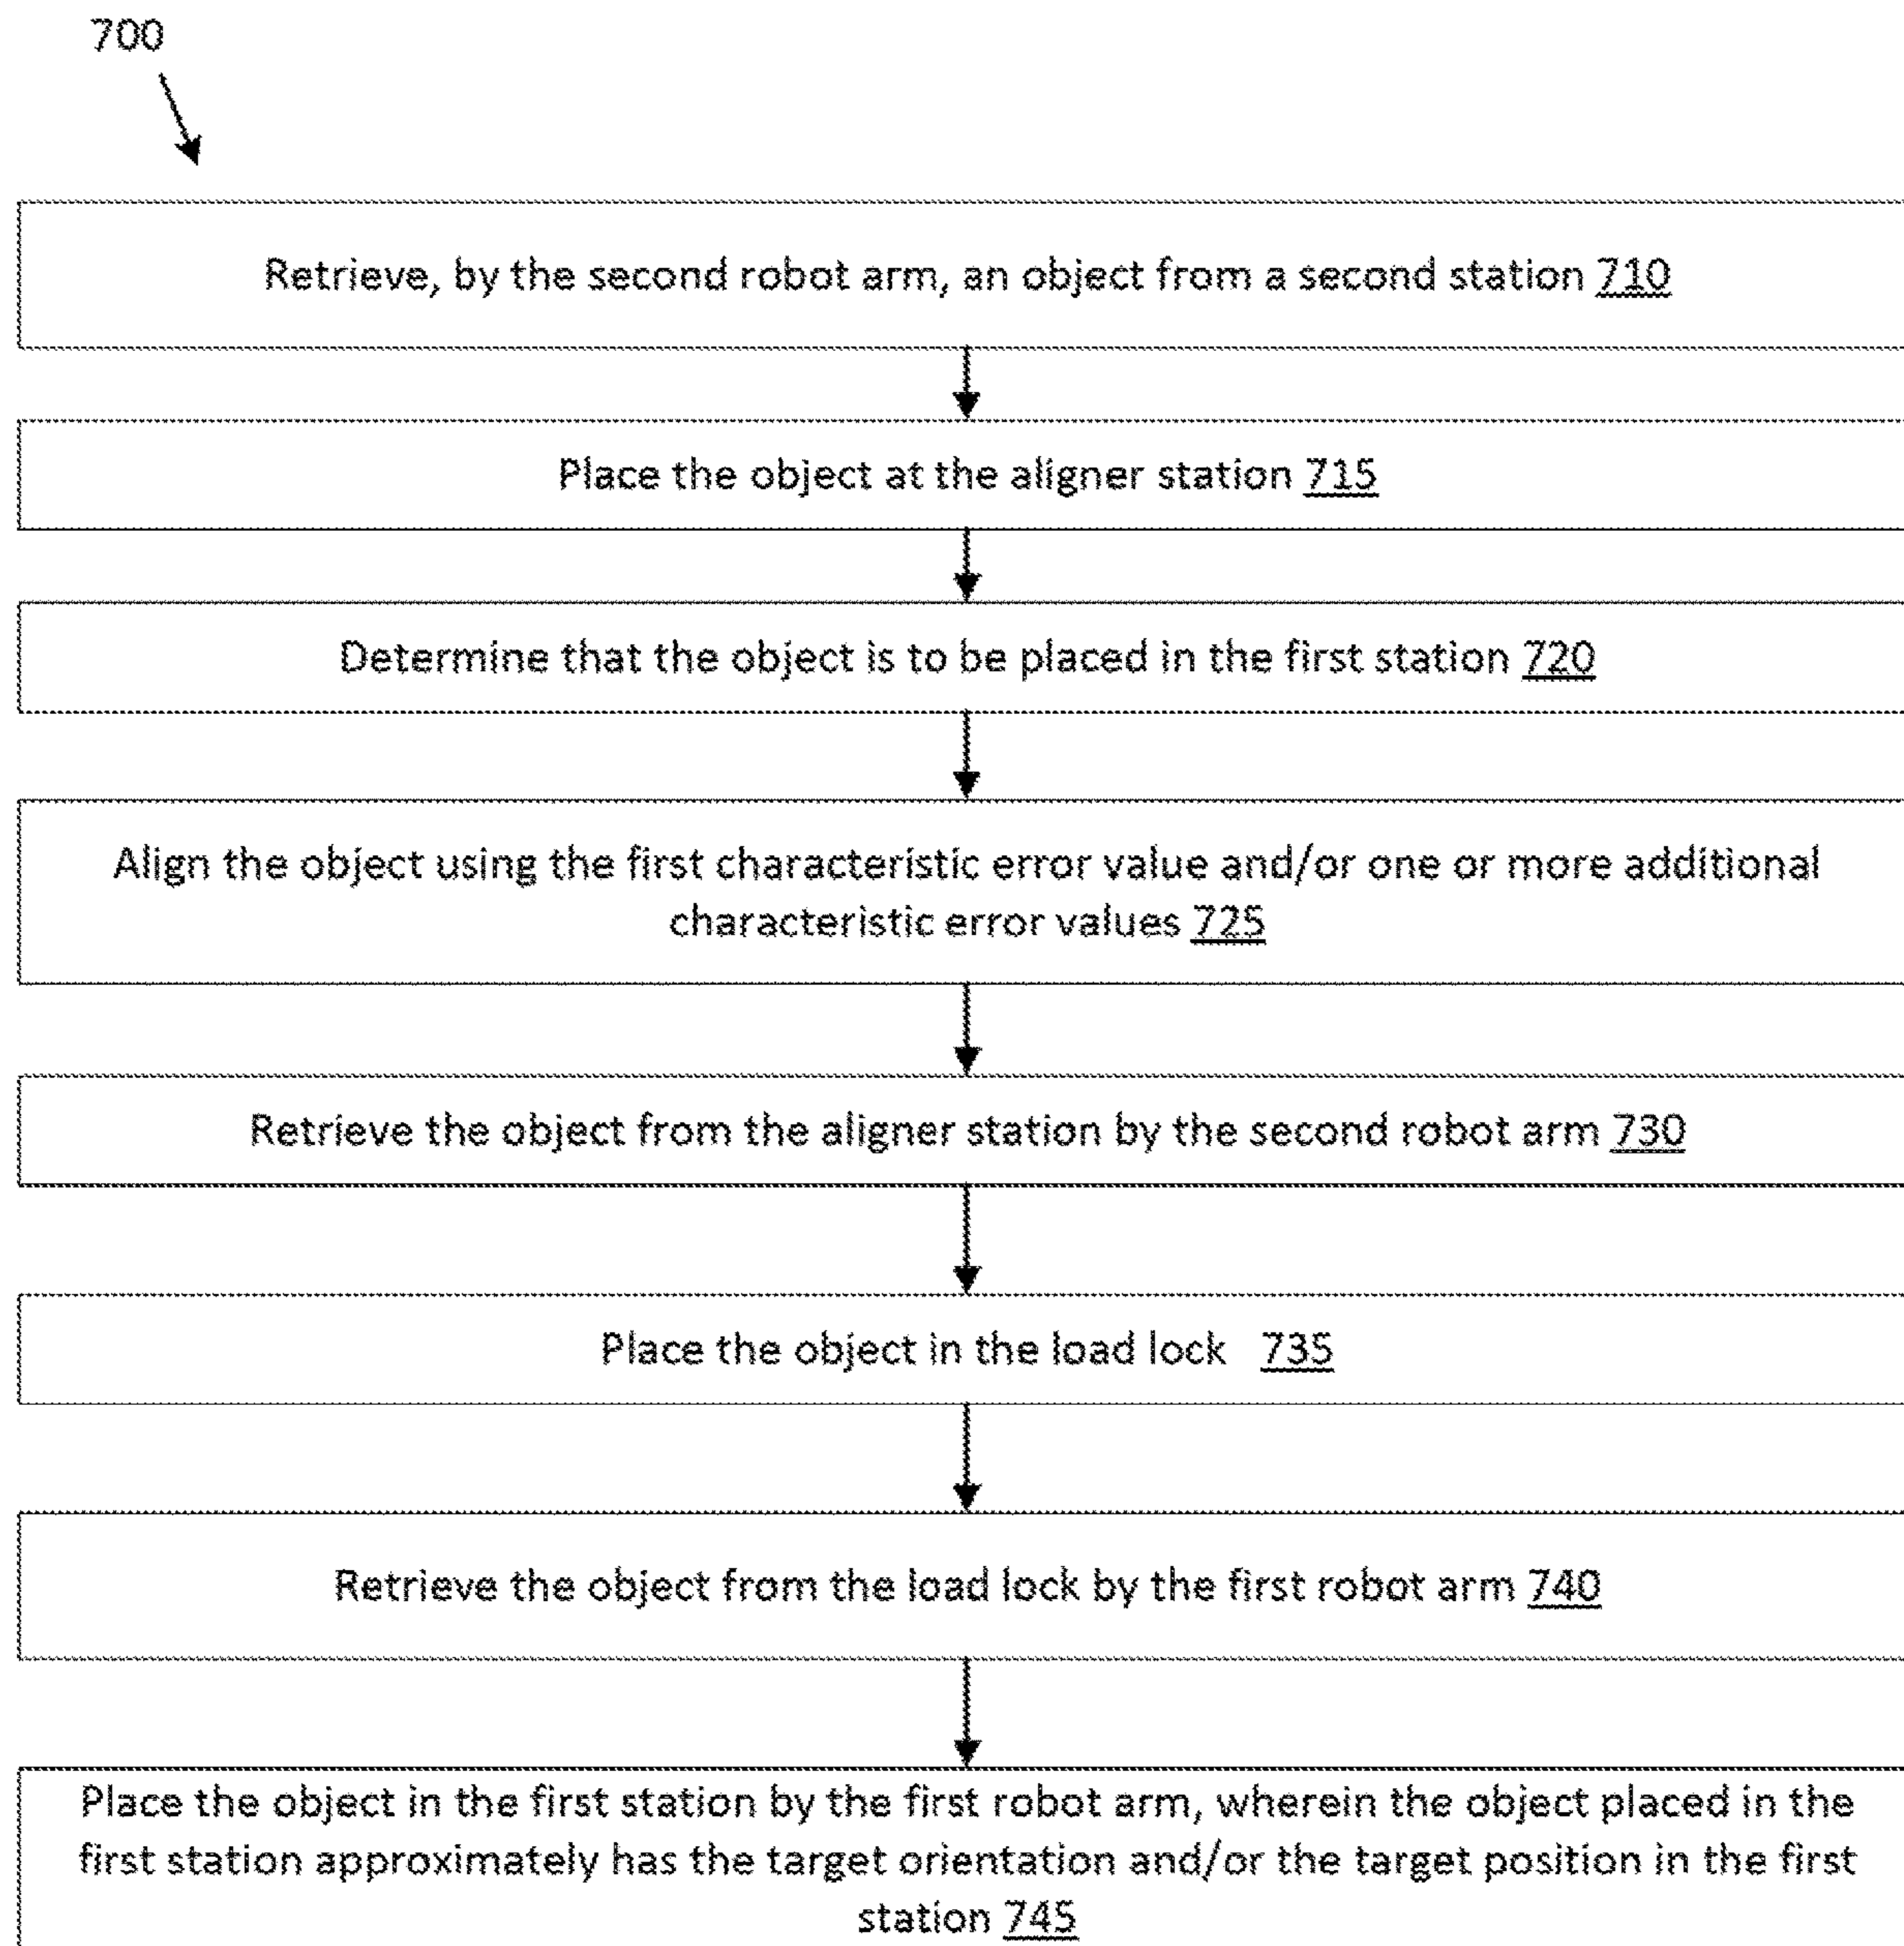 700
Retrieve, by the second robot arm, an object from a second station 710
Place the object at the aligner station 715
Determine that the object is to be placed in the first station 720
Align the object using the first characteristic error value and/or one or more additional
characteristic error values 725
Retrieve the object from the aligner station by the second robot arm 730
Place the object in the load lock 735
Retrieve the object from the load lock by the first robot arm 740
Place the object in the first station by the first robot arm, wherein the object placed in the
first station approximately has the target orientation and/or the target position in the first
station 745